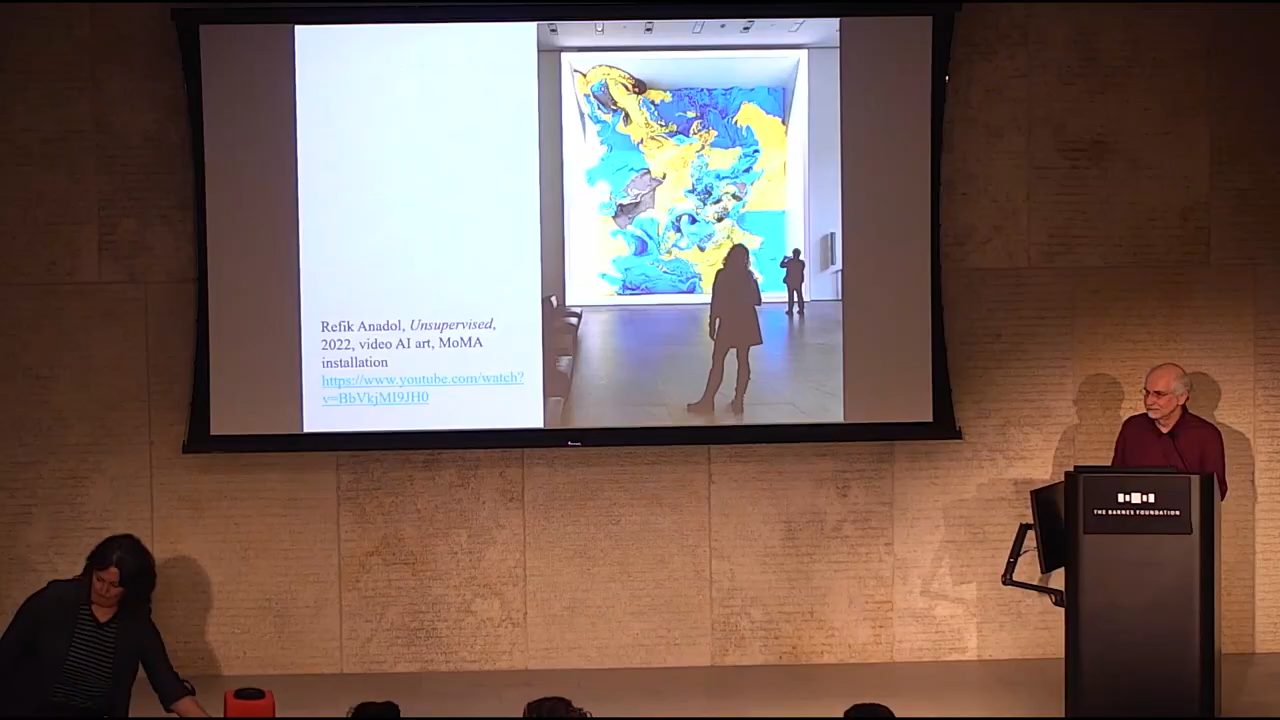 Refik Anadol, Unsupervised,
2022, video AI art, MoMA
installation
https://www.youtube.com/watch?
v=BbVkjMI9JH0
THE BARNES FOUNDATION